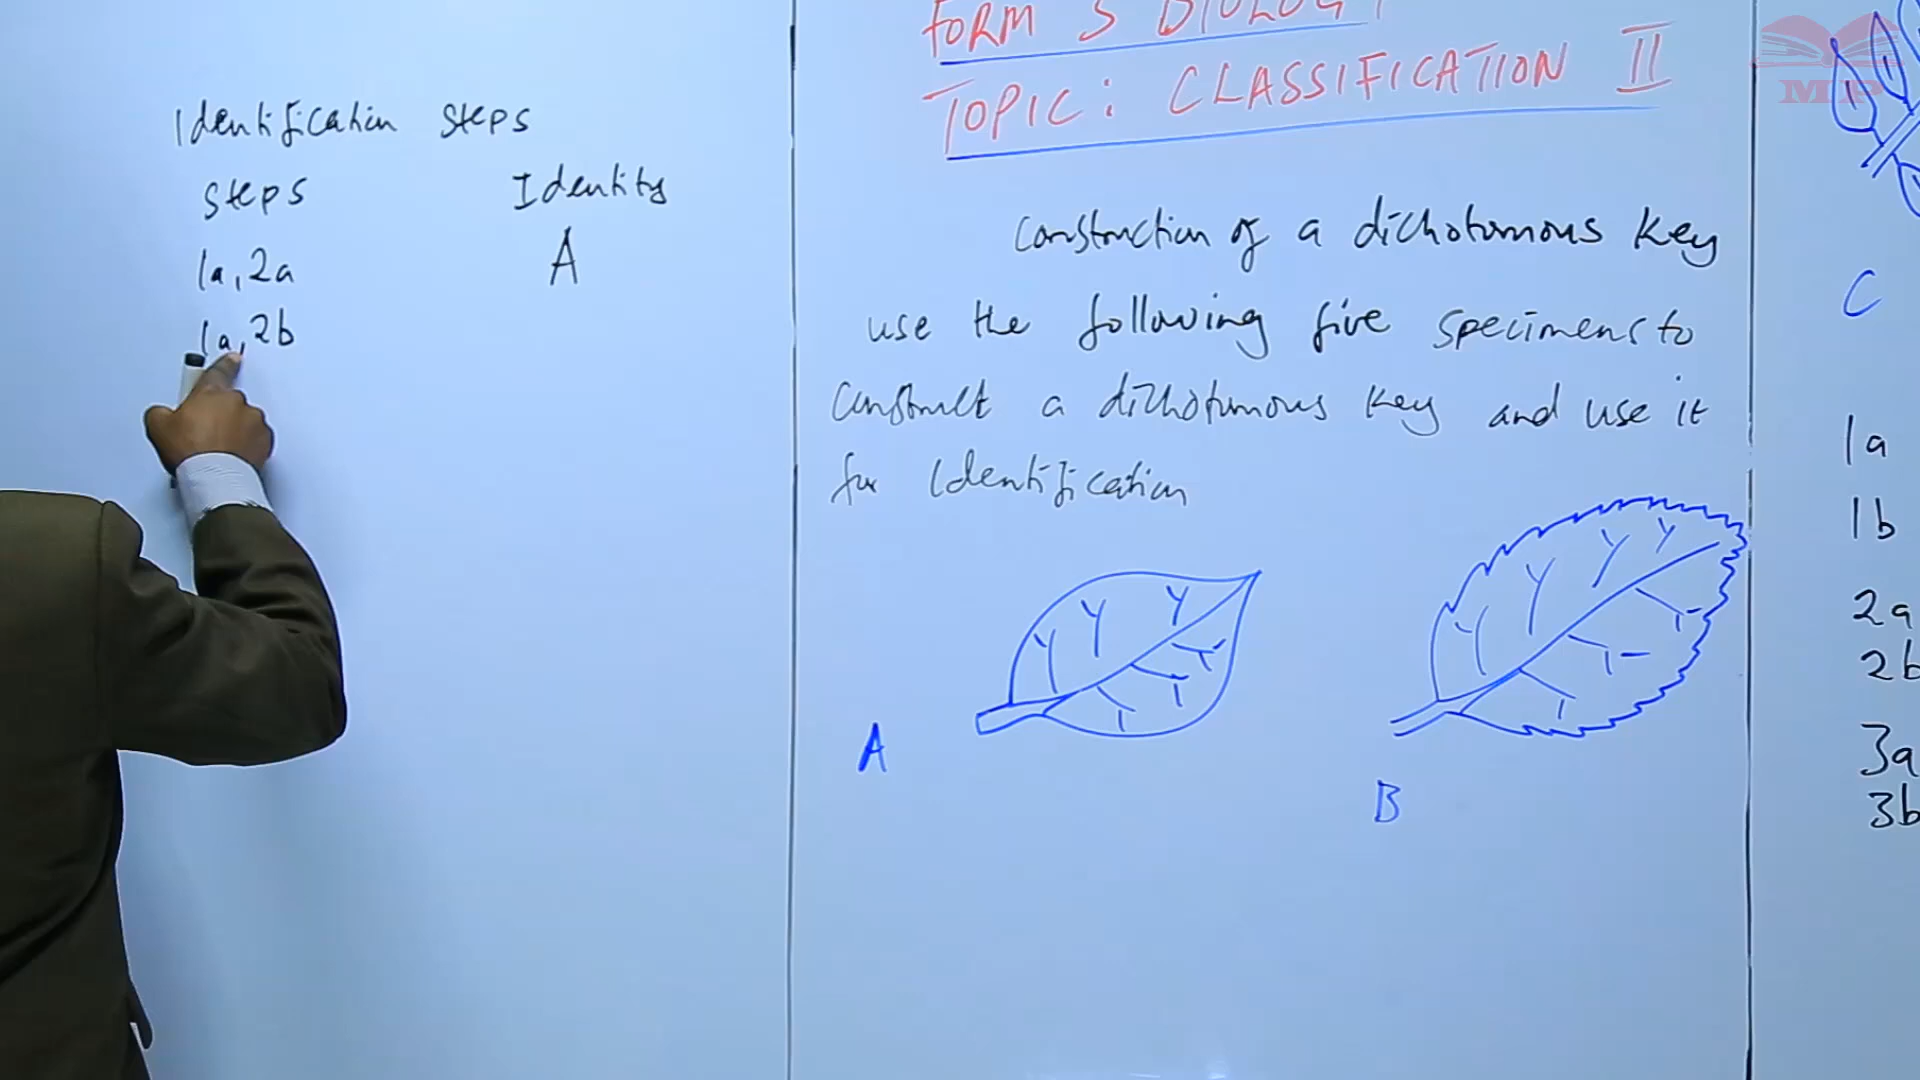 Identification steps
steps Identity
1a, 2a A
1a, 2b
FORM 3 BIOLOGY
TOPIC: CLASSIFICATION II
Construction of a dichotomous key
use the following five specimens to
construct a dichotomous key and use it
for Identification
A
B
C
1a
1b
2a
2b
3a
3b
MP